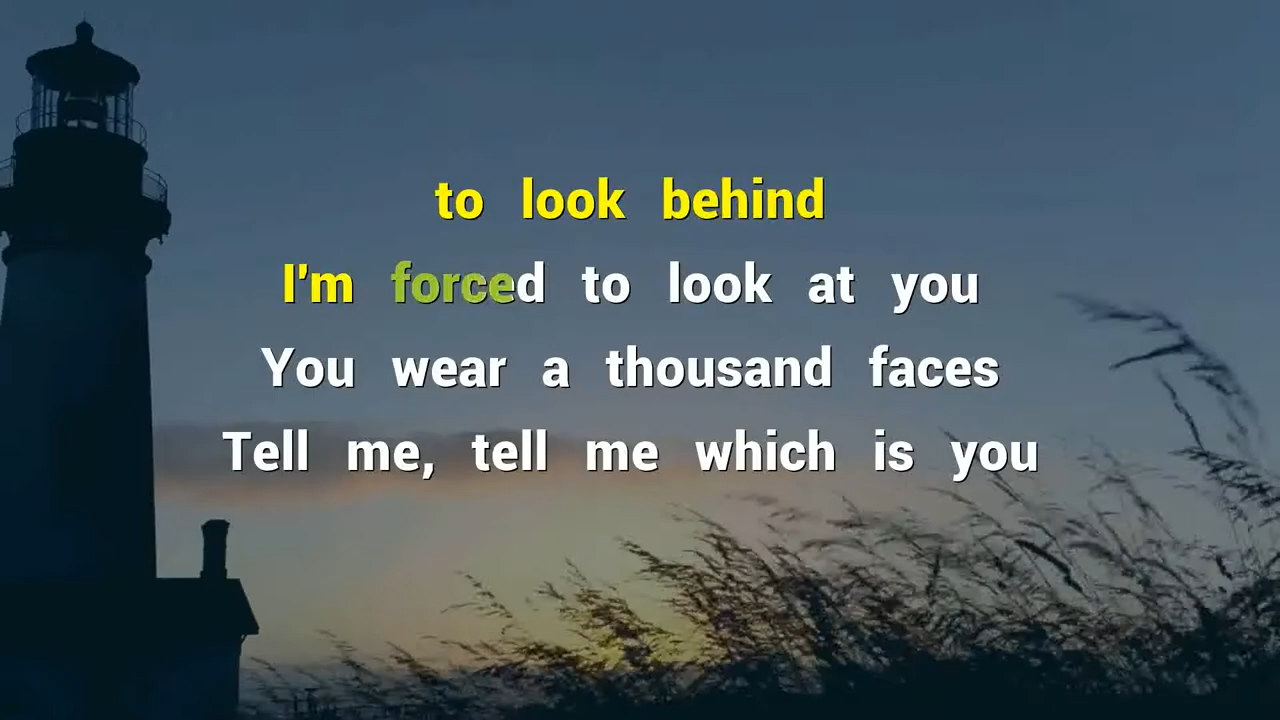 to look behind
I'm forced to look at you
You wear a thousand faces
Tell me, tell me which is you